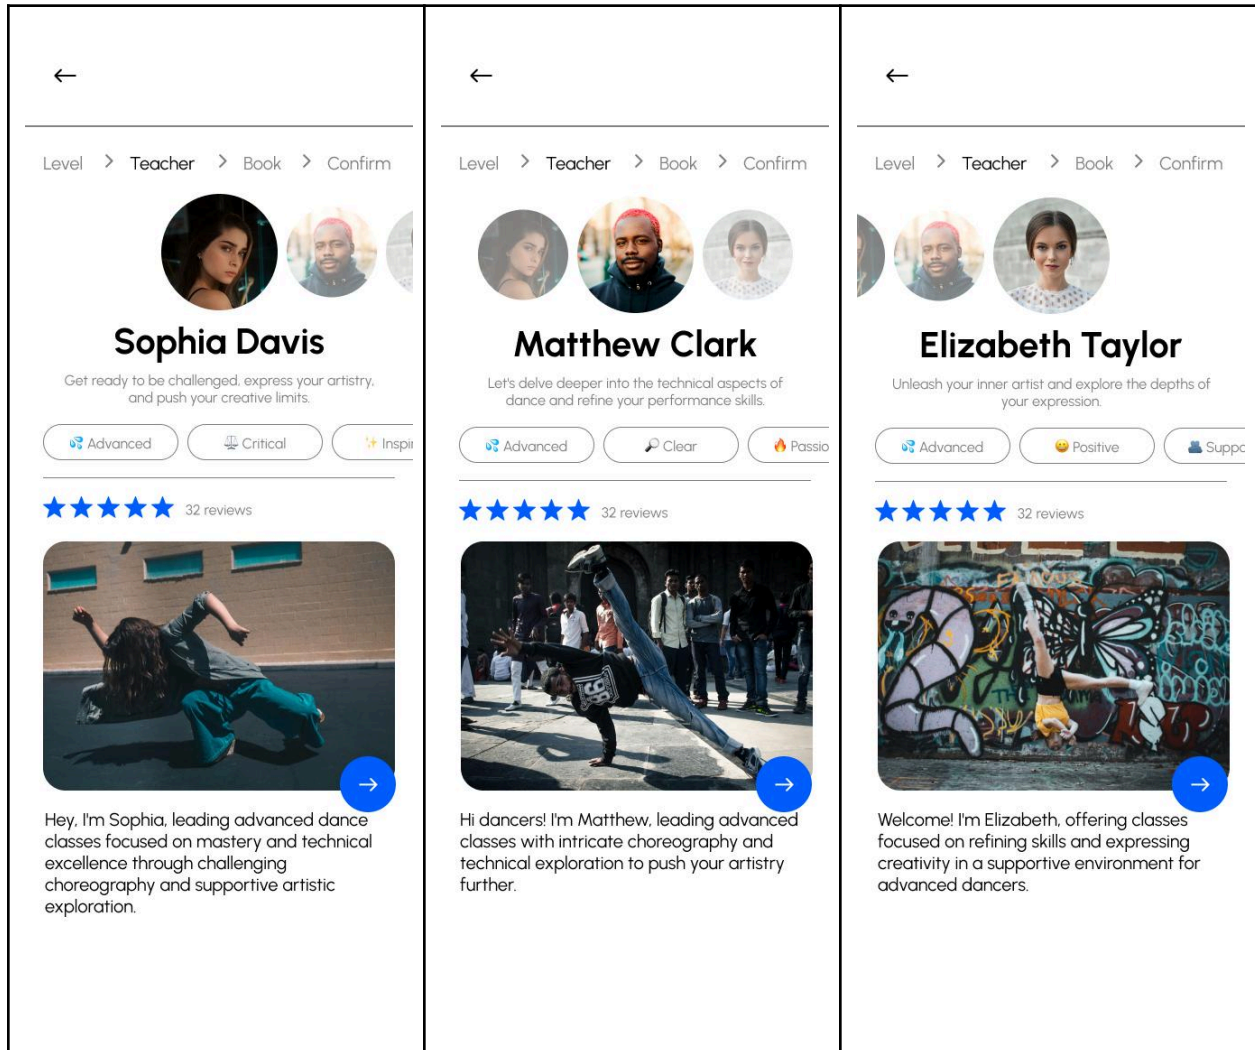 Level > Teacher > Book > Confirm
Sophia Davis
Get ready to be challenged, express your artistry,
and push your creative limits.
💦 Advanced
⚖️ Critical
✨ Inspir
32 reviews
Hey, I'm Sophia, leading advanced dance
classes focused on mastery and technical
excellence through challenging
choreography and supportive artistic
exploration.
Level > Teacher > Book > Confirm
Matthew Clark
Let's delve deeper into the technical aspects of
dance and refine your performance skills.
💦 Advanced
🔎 Clear
🔥 Passio
32 reviews
98
Hi dancers! I'm Matthew, leading advanced
classes with intricate choreography and
technical exploration to push your artistry
further.
Level > Teacher > Book > Confirm
Elizabeth Taylor
Unleash your inner artist and explore the depths of
your expression.
💦 Advanced
😀 Positive
👥 Suppo
32 reviews
Welcome! I'm Elizabeth, offering classes
focused on refining skills and expressing
creativity in a supportive environment for
advanced dancers.